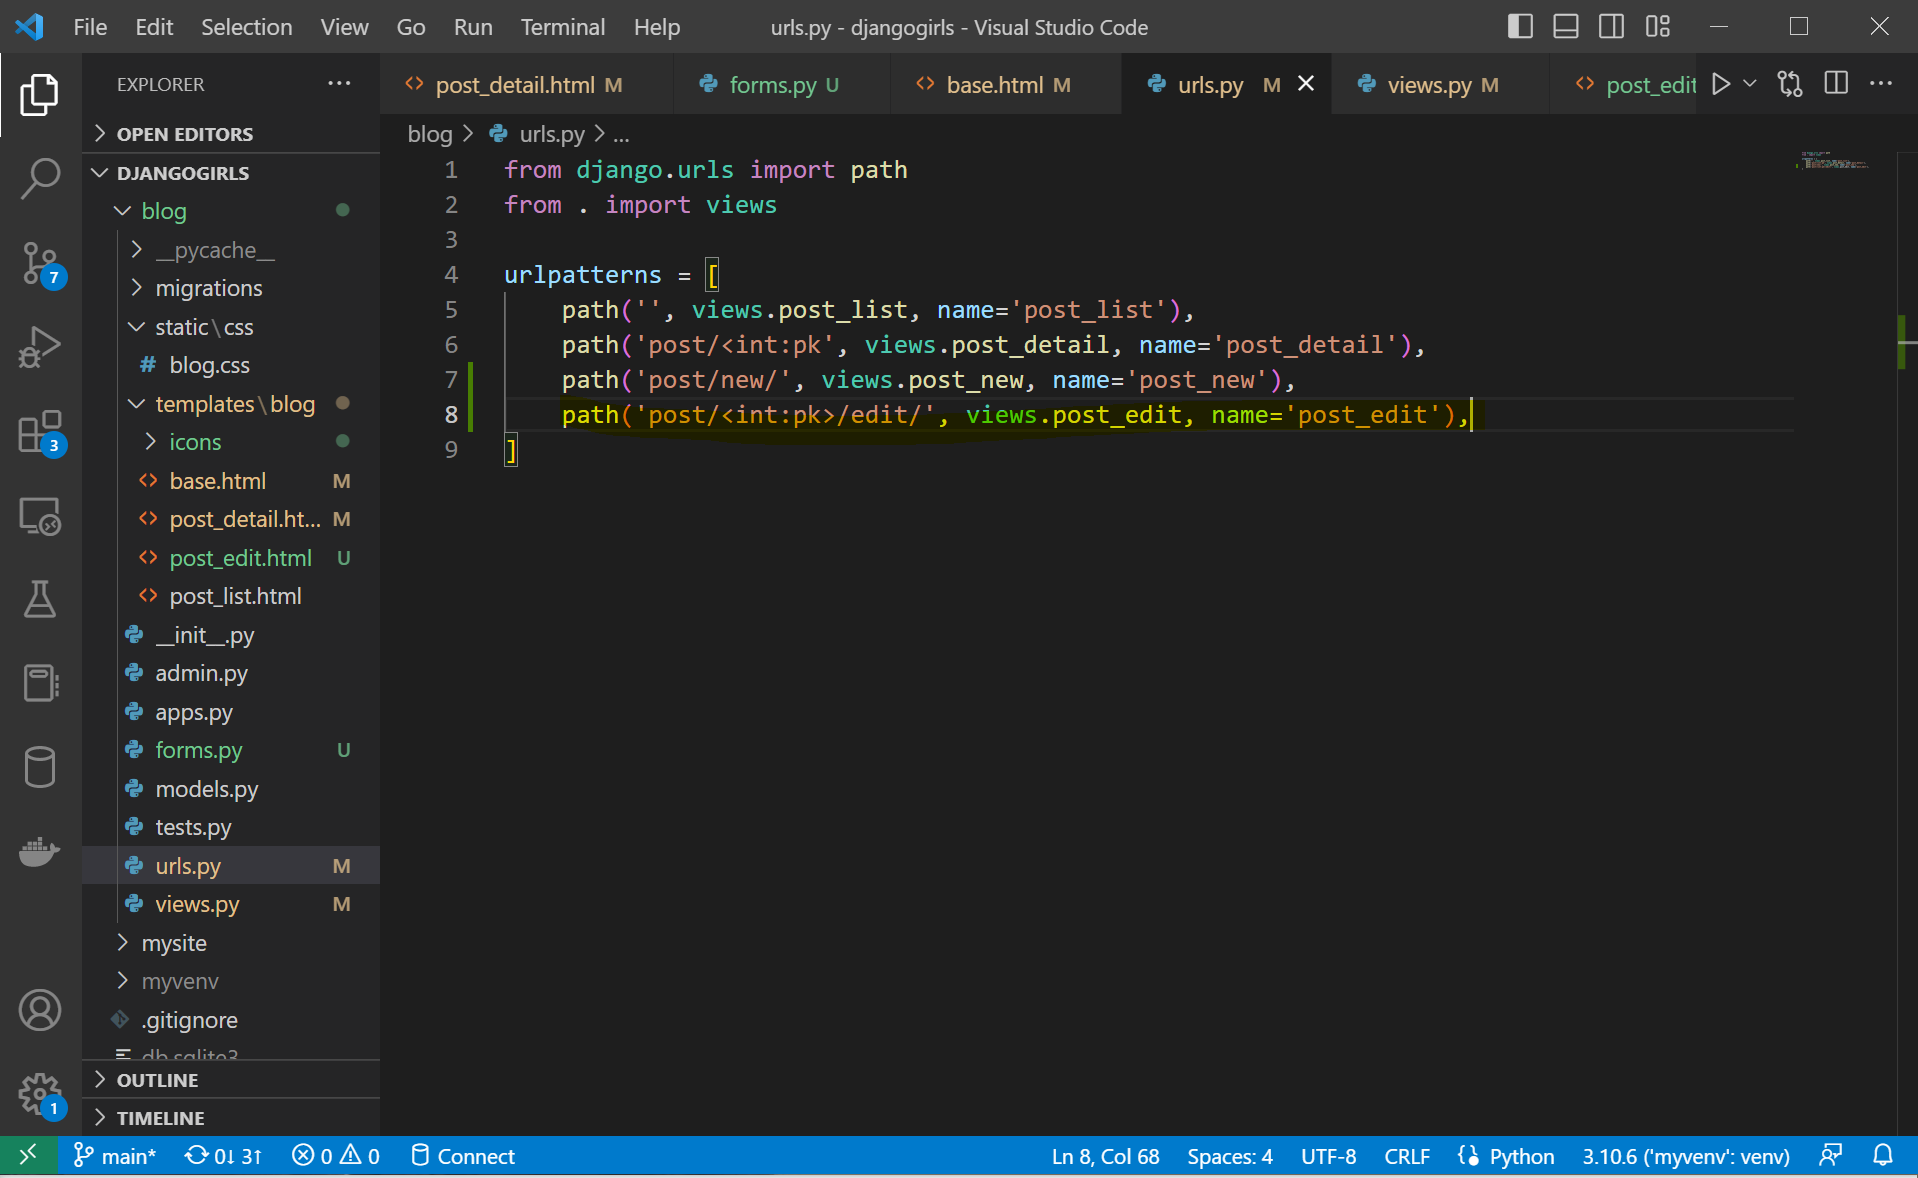 File Edit Selection View Go Run Terminal Help urls.py - djangogirls - Visual Studio Code
EXPLORER
post_detail.html M forms.py U base.html M urls.py M views.py M post_edit
OPEN EDITORS
blog > urls.py > ...
DJANGOGIRLS
blog
__pycache__
migrations
static\css
# blog.css
templates\blog
icons
base.html M
post_detail.ht... M
post_edit.html U
post_list.html
__init__.py
admin.py
apps.py
forms.py U
models.py
tests.py
urls.py M
views.py M
mysite
myvenv
.gitignore
db.sqlite3
OUTLINE
TIMELINE
7
3
1
1 from django.urls import path
2 from . import views
3
4 urlpatterns = [
5 path('', views.post_list, name='post_list'),
6 path('post/<int:pk', views.post_detail, name='post_detail'),
7 path('post/new/', views.post_new, name='post_new'),
8 path('post/<int:pk>/edit/', views.post_edit, name='post_edit'),
9 ]
main* 0↓ 3↑ 0 0 Connect Ln 8, Col 68 Spaces: 4 UTF-8 CRLF Python 3.10.6 ('myvenv': venv)